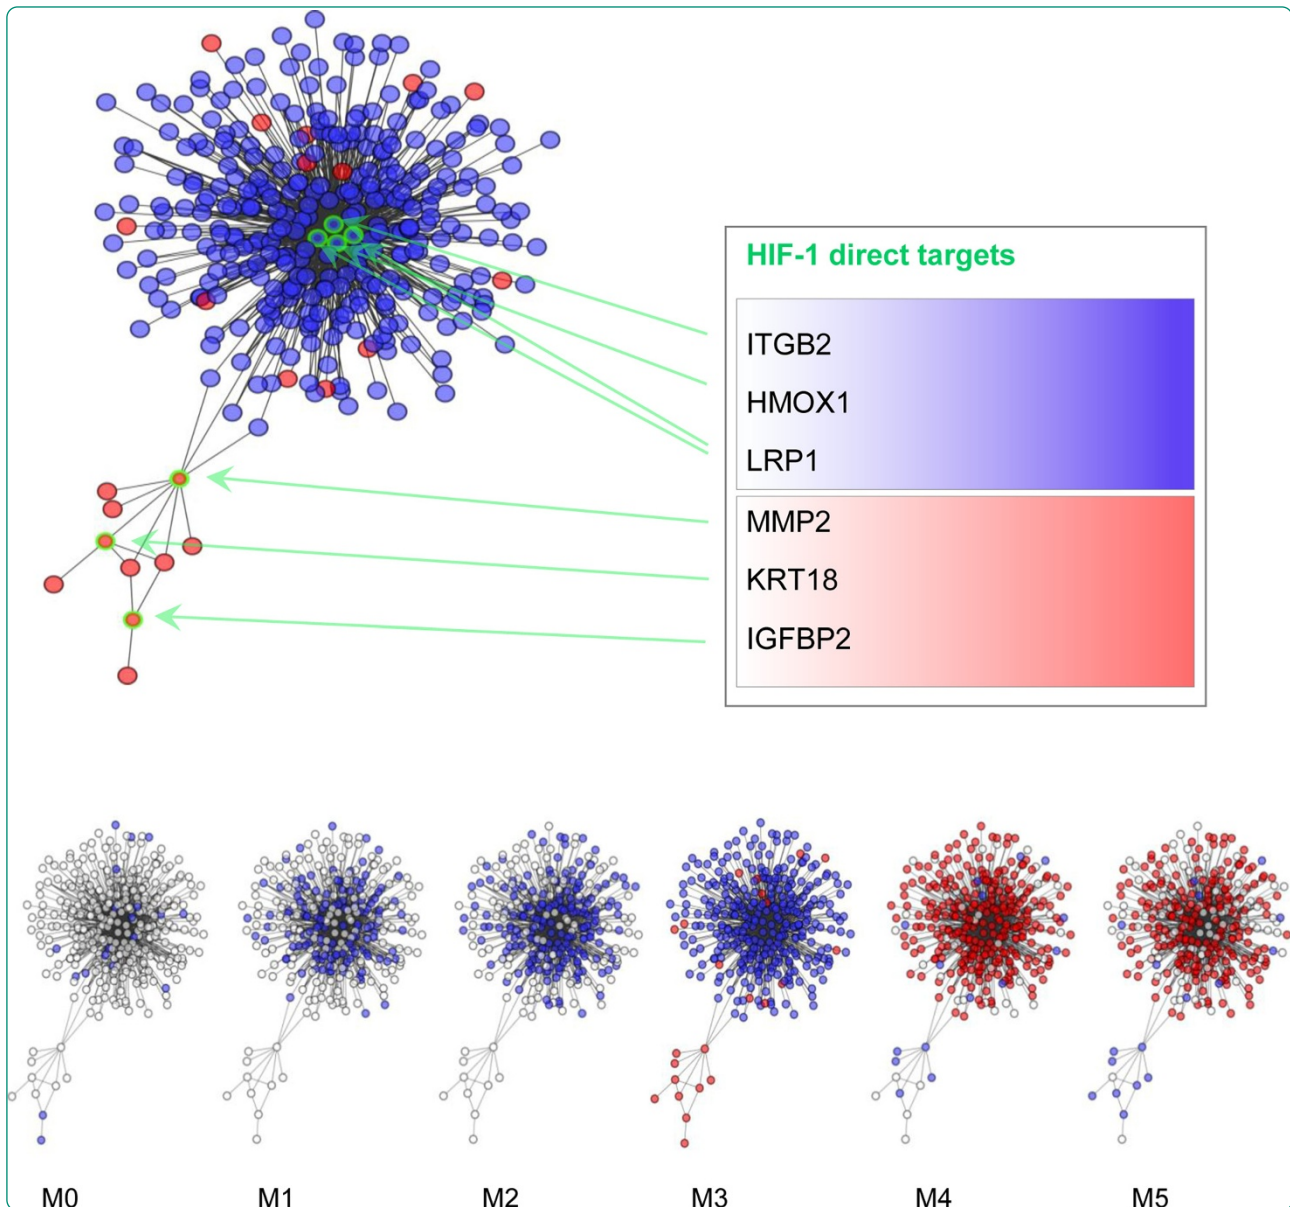 HIF-1 direct targets
ITGB2
HMOX1
LRP1
MMP2
KRT18
IGFBP2
M0 M1 M2 M3 M4 M5